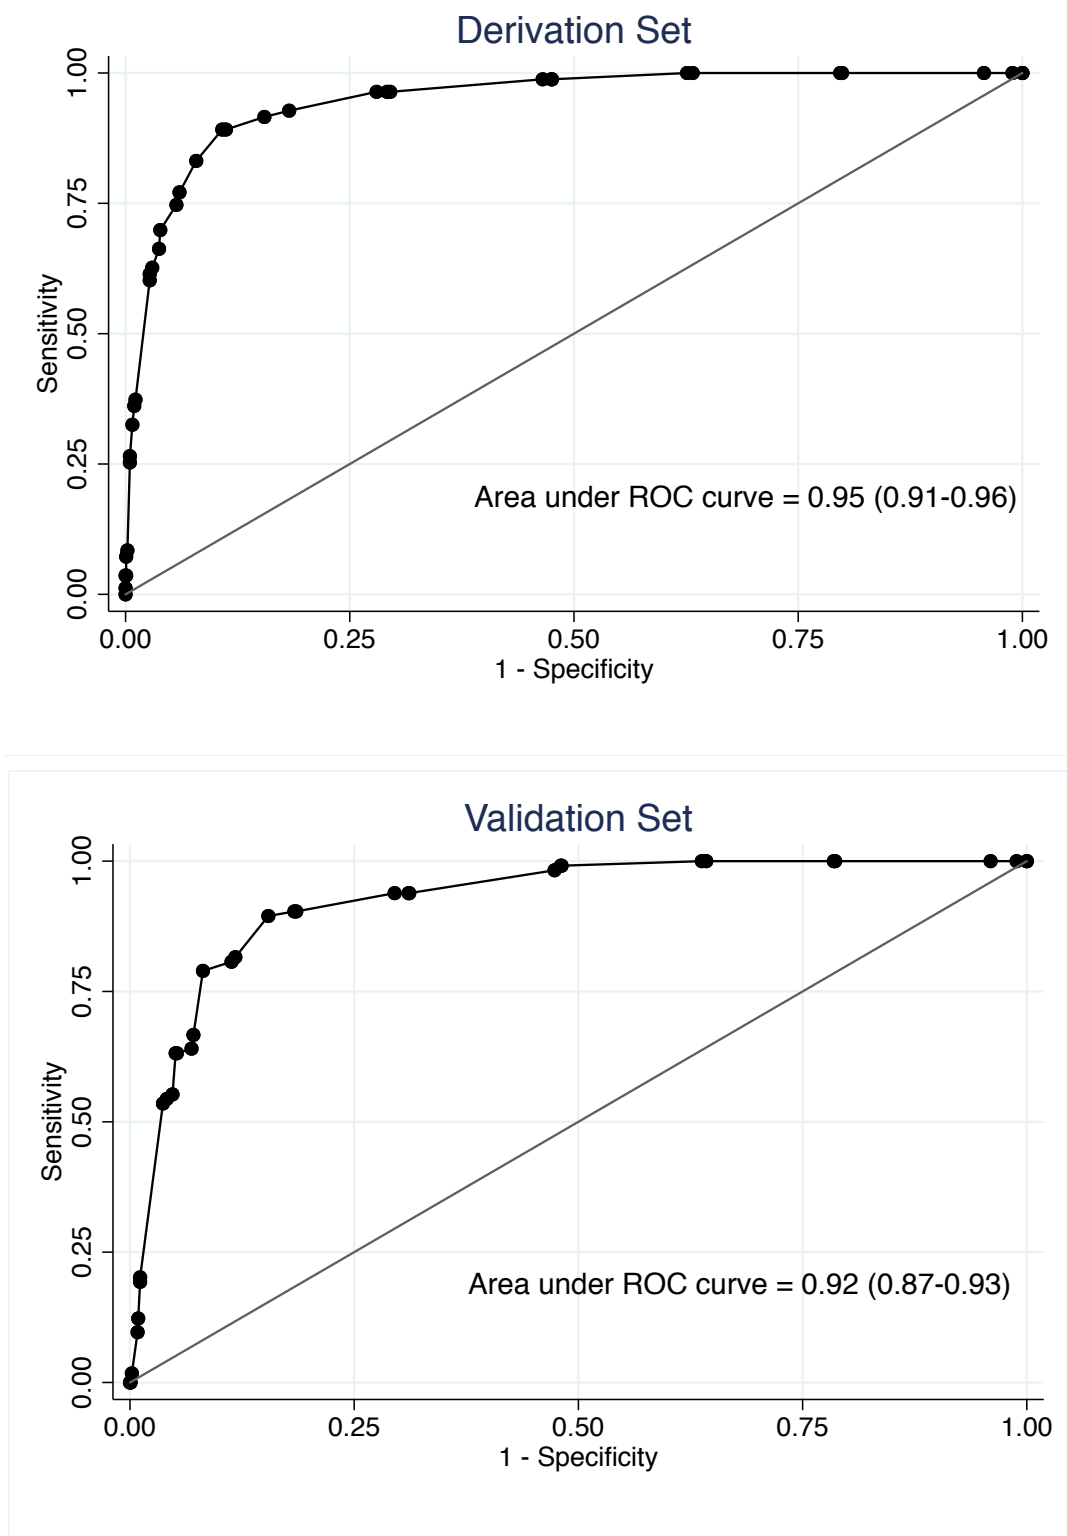 Derivation Set
Sensitivity
1.00
0.75
0.50
0.25
0.00
Area under ROC curve = 0.95 (0.91-0.96)
0.00 0.25 0.50 0.75 1.00
1 - Specificity
Validation Set
Sensitivity
1.00
0.75
0.50
0.25
0.00
Area under ROC curve = 0.92 (0.87-0.93)
0.00 0.25 0.50 0.75 1.00
1 - Specificity